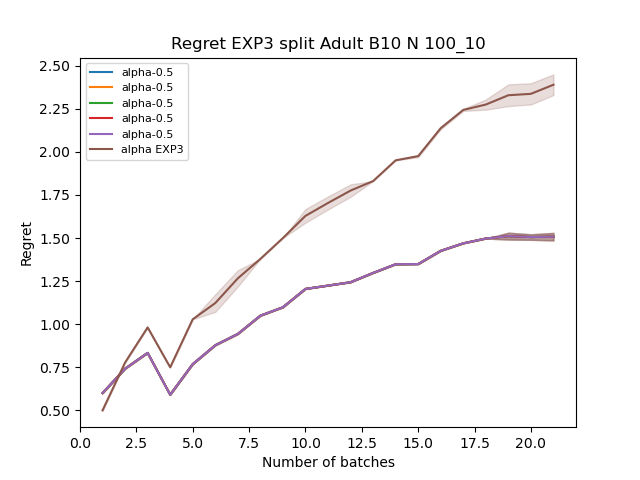 Regret EXP3 split Adult B10 N 100_10
2.50
2.25
2.00
1.75
1.50
1.25
1.00
0.75
0.50
Regret
alpha-0.5
alpha-0.5
alpha-0.5
alpha-0.5
alpha-0.5
alpha EXP3
0.0 2.5 5.0 7.5 10.0 12.5 15.0 17.5 20.0
Number of batches